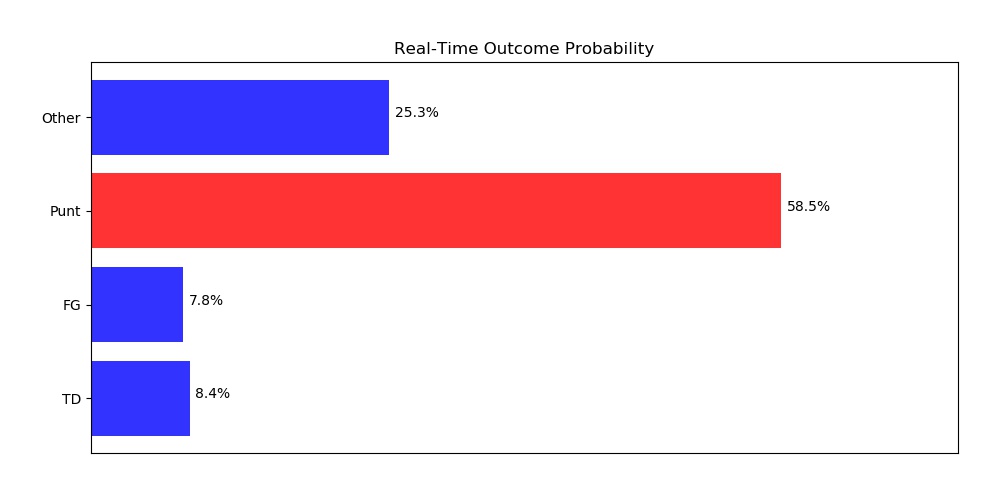 Real-Time Outcome Probability
Other
25.3%
Punt
58.5%
FG
7.8%
TD
8.4%